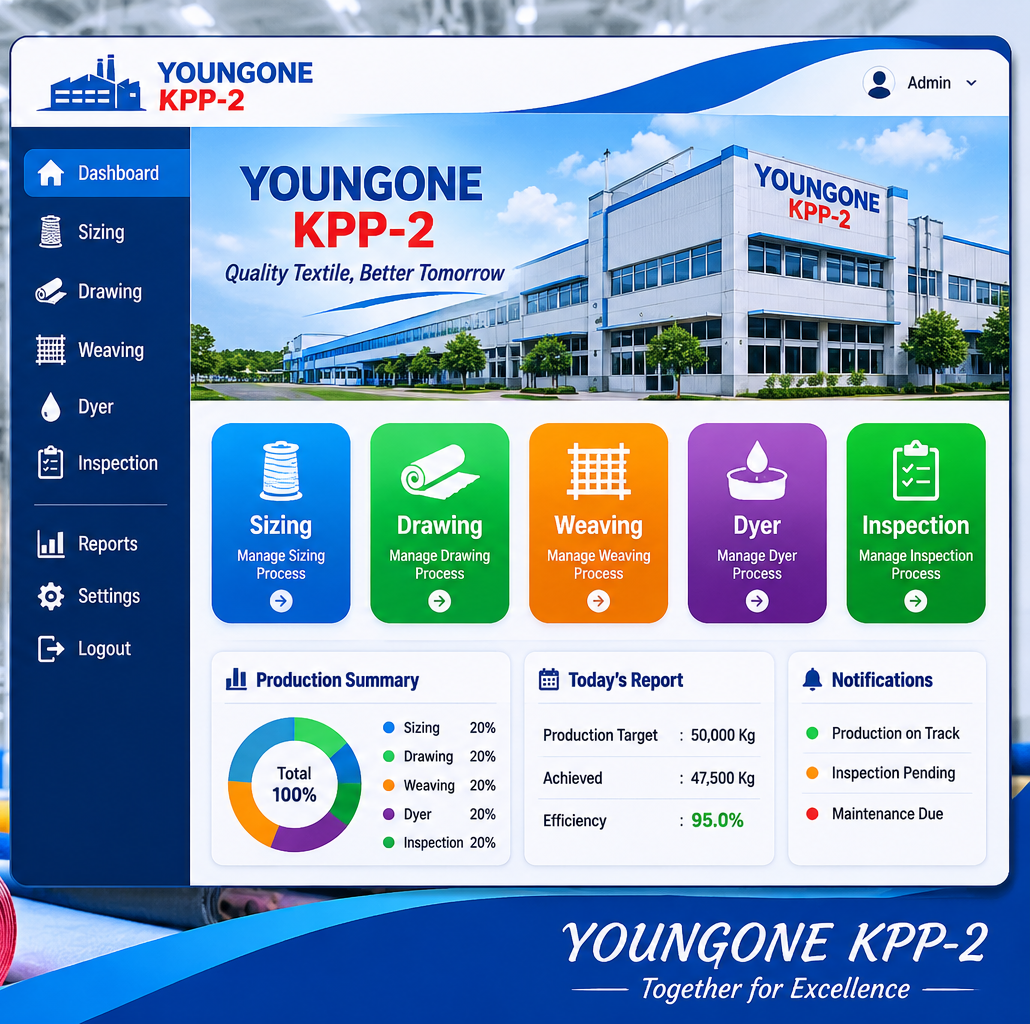 YOUNGONE
KPP-2
Admin
Dashboard
Sizing
Drawing
Weaving
Dyer
Inspection
Reports
Settings
Logout
YOUNGONE
KPP-2
Quality Textile, Better Tomorrow
YOUNGONE
KPP-2
Sizing
Manage Sizing
Process
Drawing
Manage Drawing
Process
Weaving
Manage Weaving
Process
Dyer
Manage Dyer
Process
Inspection
Manage Inspection
Process
Production Summary
Total
100%
Sizing 20%
Drawing 20%
Weaving 20%
Dyer 20%
Inspection 20%
Today's Report
Production Target : 50,000 Kg
Achieved : 47,500 Kg
Efficiency : 95.0%
Notifications
Production on Track
Inspection Pending
Maintenance Due
YOUNGONE KPP-2
Together for Excellence